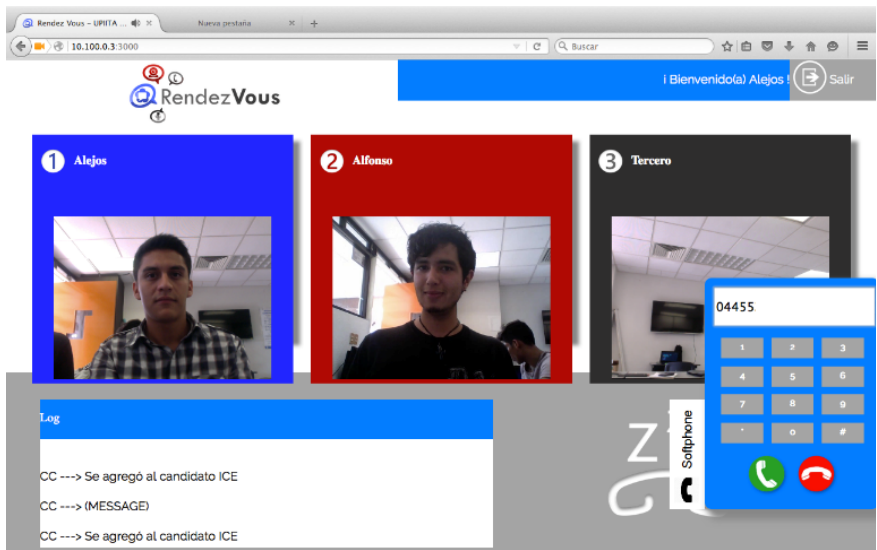 Rendez Vous - UPIITA ...
Nueva pestaña
10.100.0.3:3000
Buscar
RendezVous
¡ Bienvenido(a) Alejos !
Salir
1 Alejos
2 Alfonso
3 Tercero
04455
1 2 3
4 5 6
7 8 9
* 0 #
Softphone
Log
CC ---> Se agregó al candidato ICE
CC ---> (MESSAGE)
CC ---> Se agregó al candidato ICE